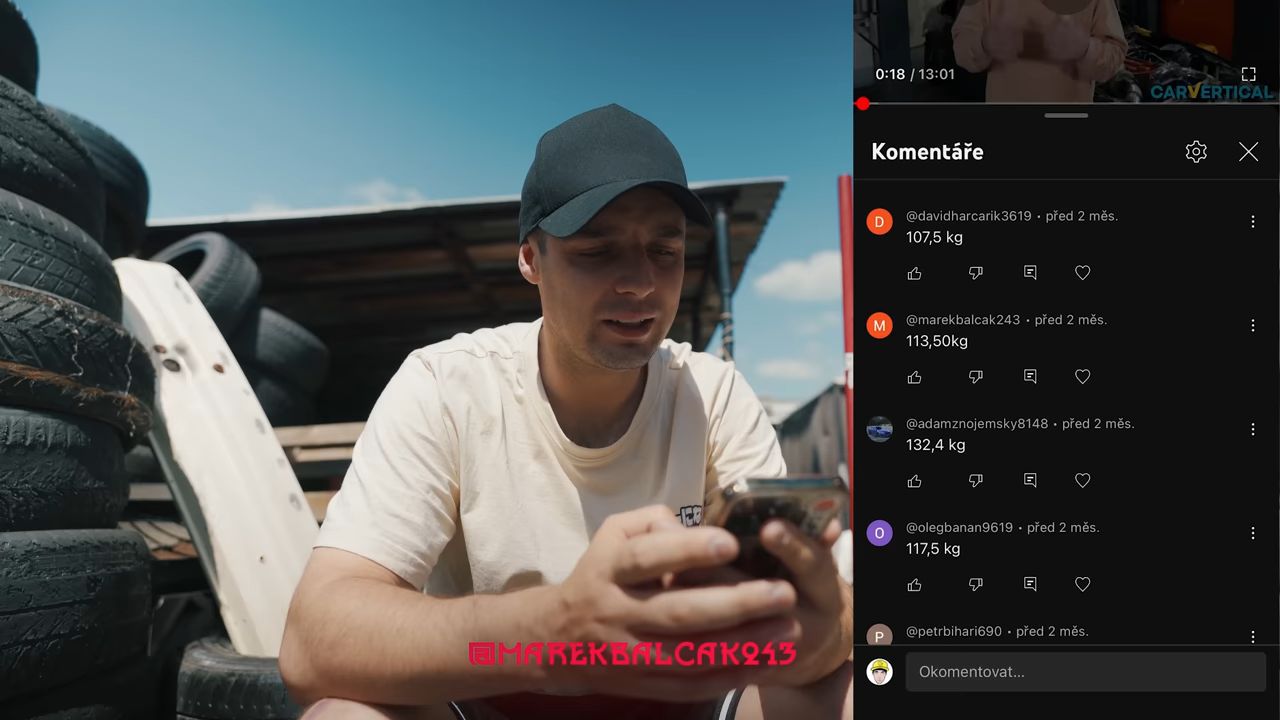 @MAREKBALCAK243
0:18 / 13:01
CARVERTICAL
Komentáře
D
@davidharcarik3619 • před 2 měs.
107,5 kg
M
@marekbalcak243 • před 2 měs.
113,50kg
@adamznojemsky8148 • před 2 měs.
132,4 kg
O
@olegbanan9619 • před 2 měs.
117,5 kg
P
@petrbihari690 • před 2 měs.
Okomentovat...